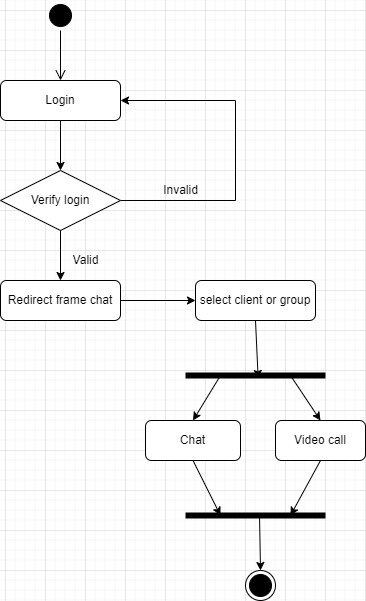 Login
Verify login
Invalid
Valid
Redirect frame chat
select client or group
Chat
Video call